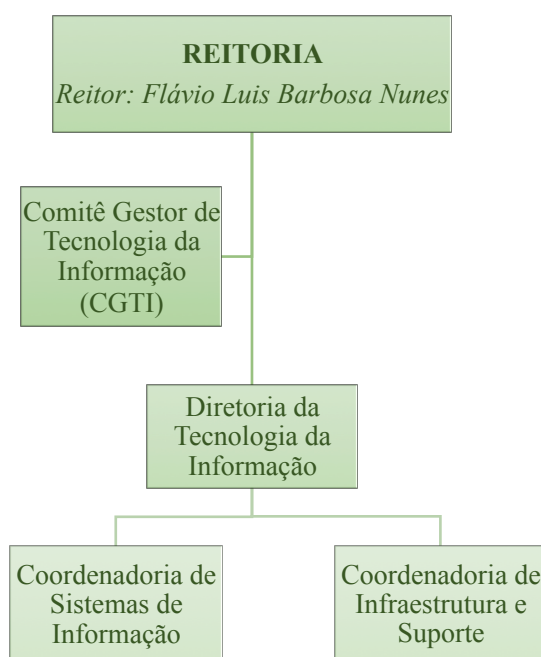 REITORIA
Reitor: Flávio Luis Barbosa Nunes
Comitê Gestor de
Tecnologia da
Informação
(CGTI)
Diretoria da
Tecnologia da
Informação
Coordenadoria de
Sistemas de
Informação
Coordenadoria de
Infraestrutura e
Suporte